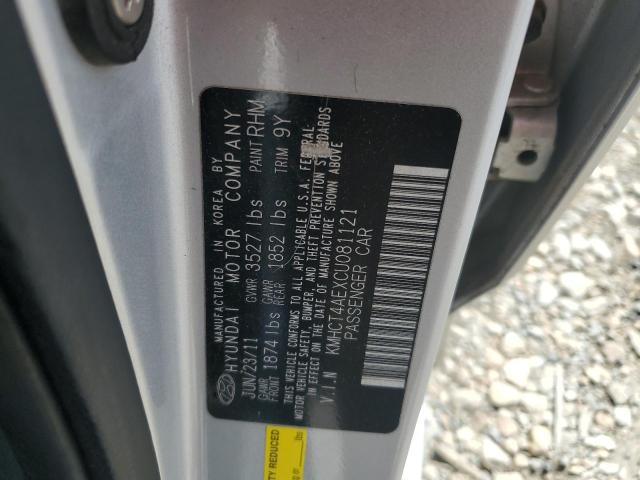 MANUFACTURED IN KOREA BY
HYUNDAI MOTOR COMPANY
JUN/23/11 GVWR 3527 lbs PAINT RHM
GAWR FRONT 1874 lbs GAWR REAR 1852 lbs TRIM 9Y
THIS VEHICLE CONFORMS TO ALL APPLICABLE U.S.A. FEDERAL
MOTOR VEHICLE SAFETY, BUMPER, AND THEFT PREVENTION STANDARDS
IN EFFECT ON THE DATE OF MANUFACTURE SHOWN ABOVE
V.I.N KMHCT4AEXCU081121
PASSENGER CAR
REDUCED
lbs